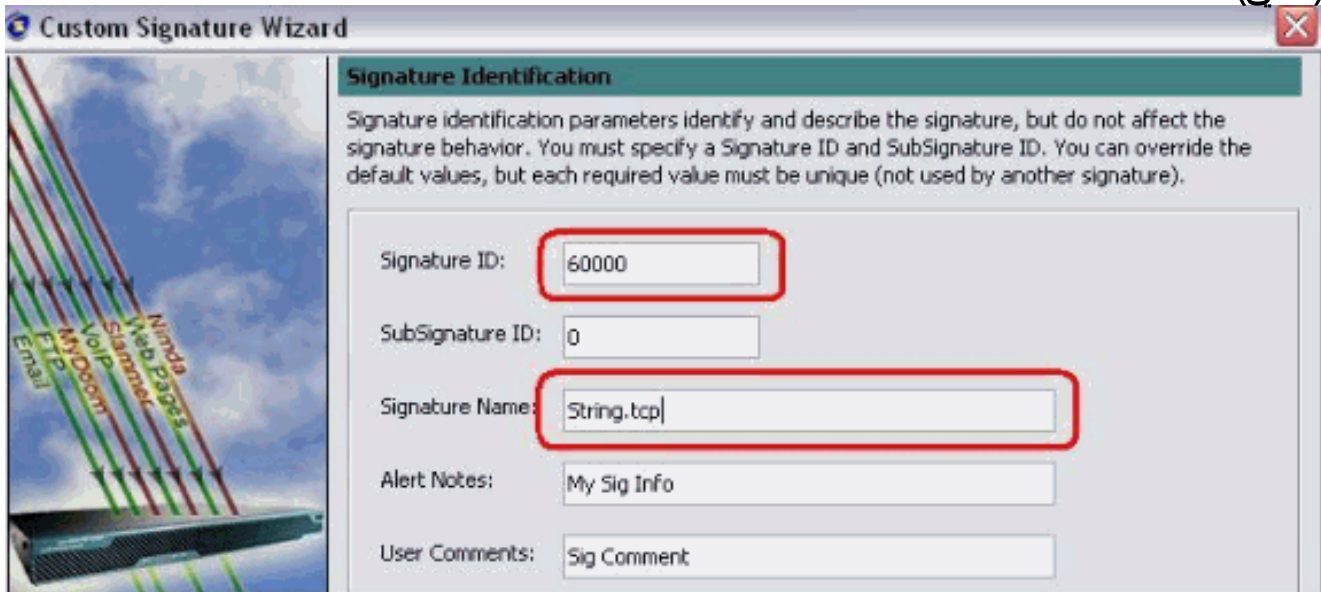 Custom Signature Wizard
Signature Identification
Signature identification parameters identify and describe the signature, but do not affect the
signature behavior. You must specify a Signature ID and SubSignature ID. You can override the
default values, but each required value must be unique (not used by another signature).
Signature ID: 60000
SubSignature ID: 0
Signature Name: String.tcp
Alert Notes: My Sig Info
User Comments: Sig Comment
Nimda
Web Pages
Slammer
VoIP
MyDoom
FTP
Email